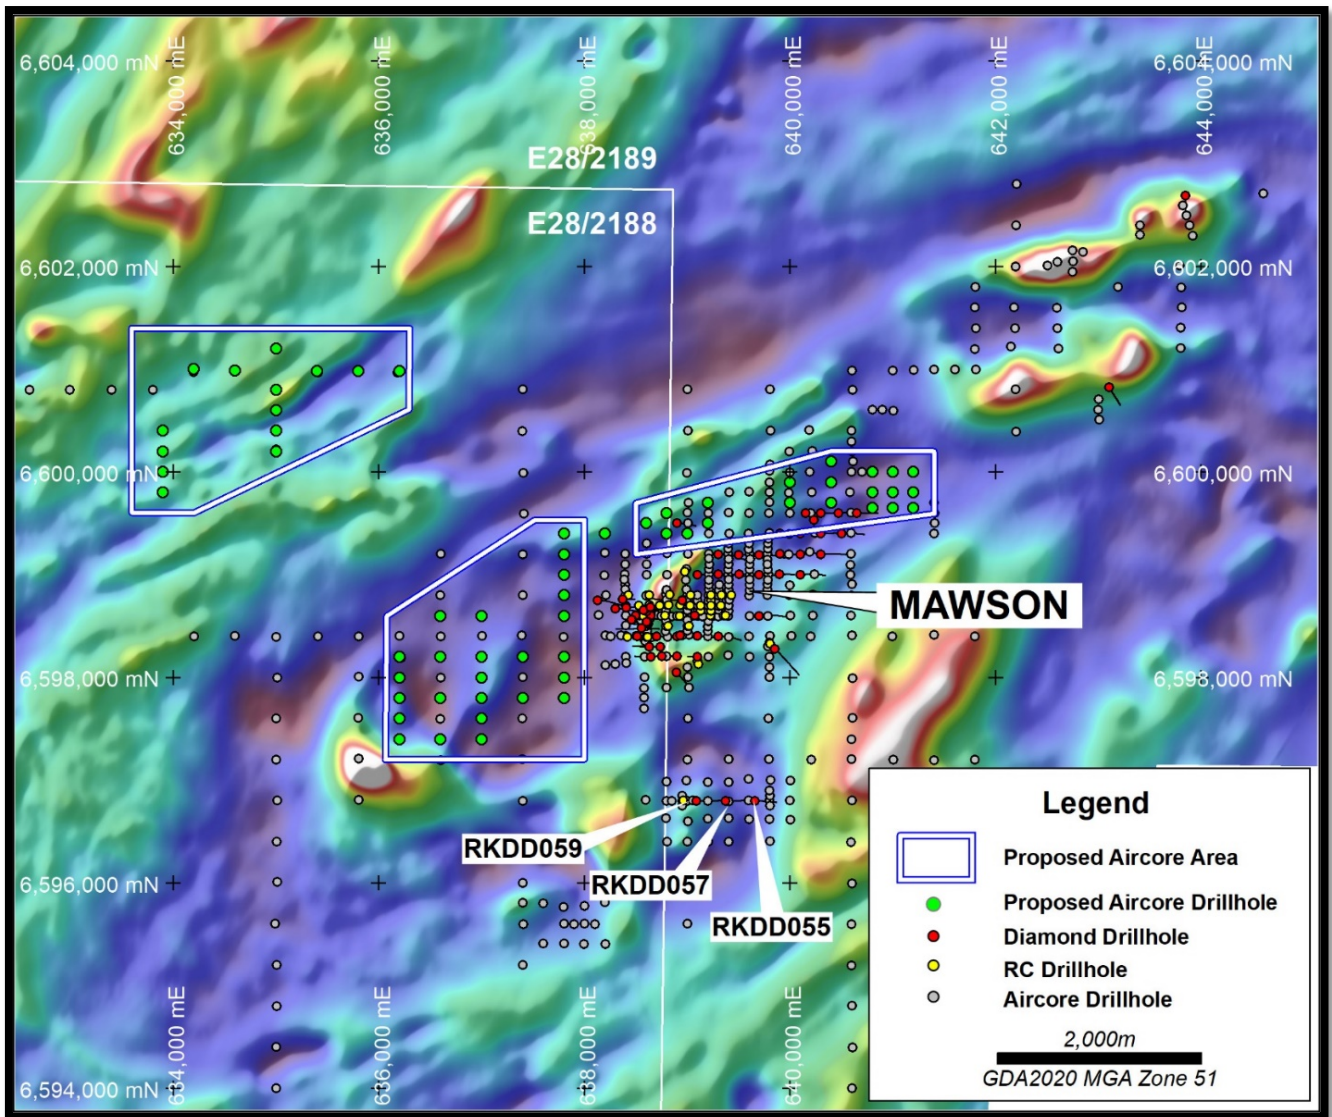 634,000 mE
636,000 mE
638,000 mE
640,000 mE
642,000 mE
644,000 mE
6,604,000 mN
6,604,000 mN
E28/2189
E28/2188
6,602,000 mN
6,602,000 mN
6,600,000 mN
6,600,000 mN
MAWSON
6,598,000 mN
6,598,000 mN
RKDD059
RKDD057
RKDD055
6,596,000 mN
6,594,000 mN
634,000 mE
636,000 mE
638,000 mE
640,000 mE
Legend
Proposed Aircore Area
Proposed Aircore Drillhole
Diamond Drillhole
RC Drillhole
Aircore Drillhole
2,000m
GDA2020 MGA Zone 51